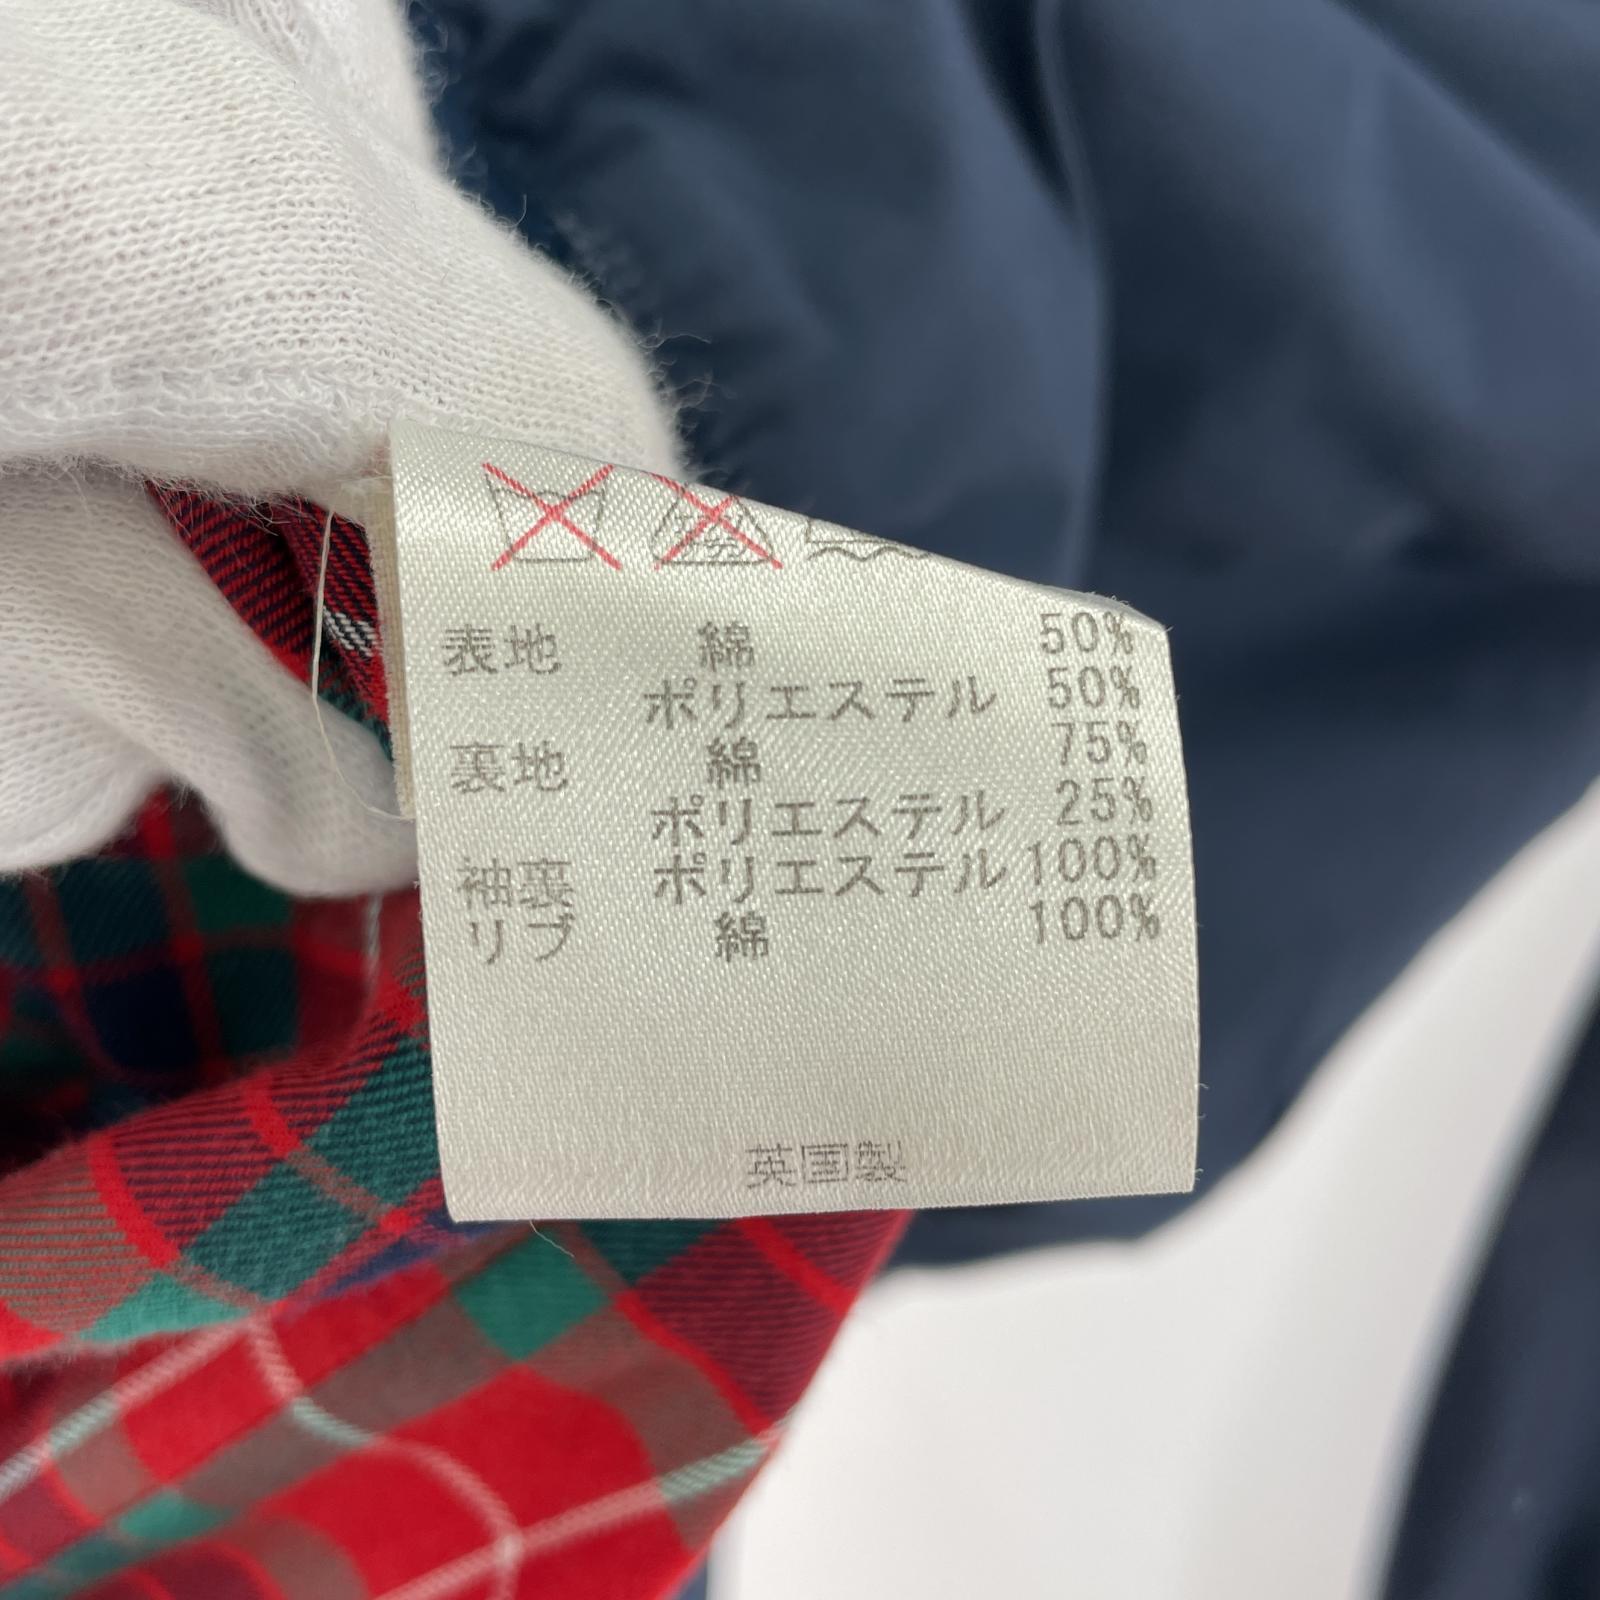 表地 綿 50%
ポリエステル 50%
裏地 綿 75%
ポリエステル 25%
袖裏 ポリエステル 100%
リブ 綿 100%
英国製